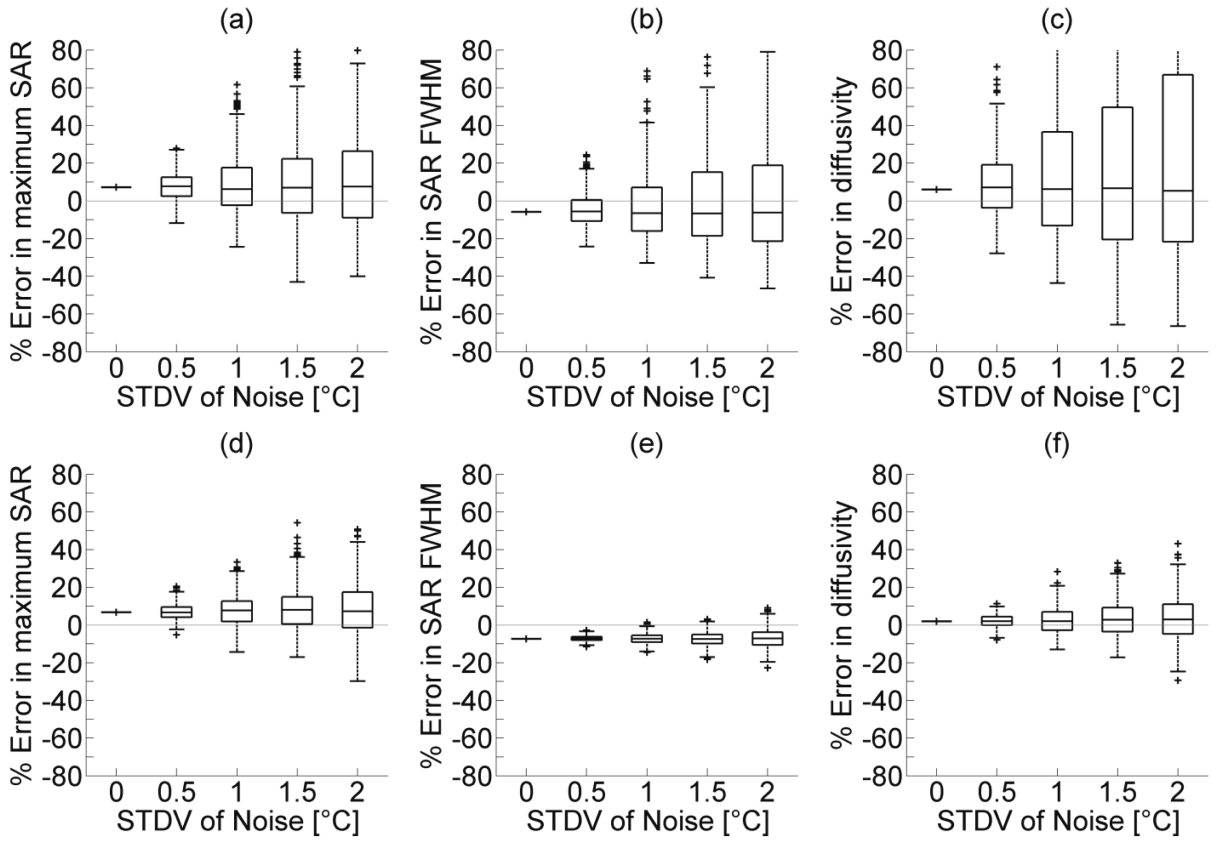 (a)
% Error in maximum SAR
80
60
40
20
0
-20
-40
-60
-80
0 0.5 1 1.5 2
STDV of Noise [°C]
(b)
% Error in SAR FWHM
80
60
40
20
0
-20
-40
-60
-80
0 0.5 1 1.5 2
STDV of Noise [°C]
(c)
% Error in diffusivity
80
60
40
20
0
-20
-40
-60
-80
0 0.5 1 1.5 2
STDV of Noise [°C]
(d)
% Error in maximum SAR
80
60
40
20
0
-20
-40
-60
-80
0 0.5 1 1.5 2
STDV of Noise [°C]
(e)
% Error in SAR FWHM
80
60
40
20
0
-20
-40
-60
-80
0 0.5 1 1.5 2
STDV of Noise [°C]
(f)
% Error in diffusivity
80
60
40
20
0
-20
-40
-60
-80
0 0.5 1 1.5 2
STDV of Noise [°C]